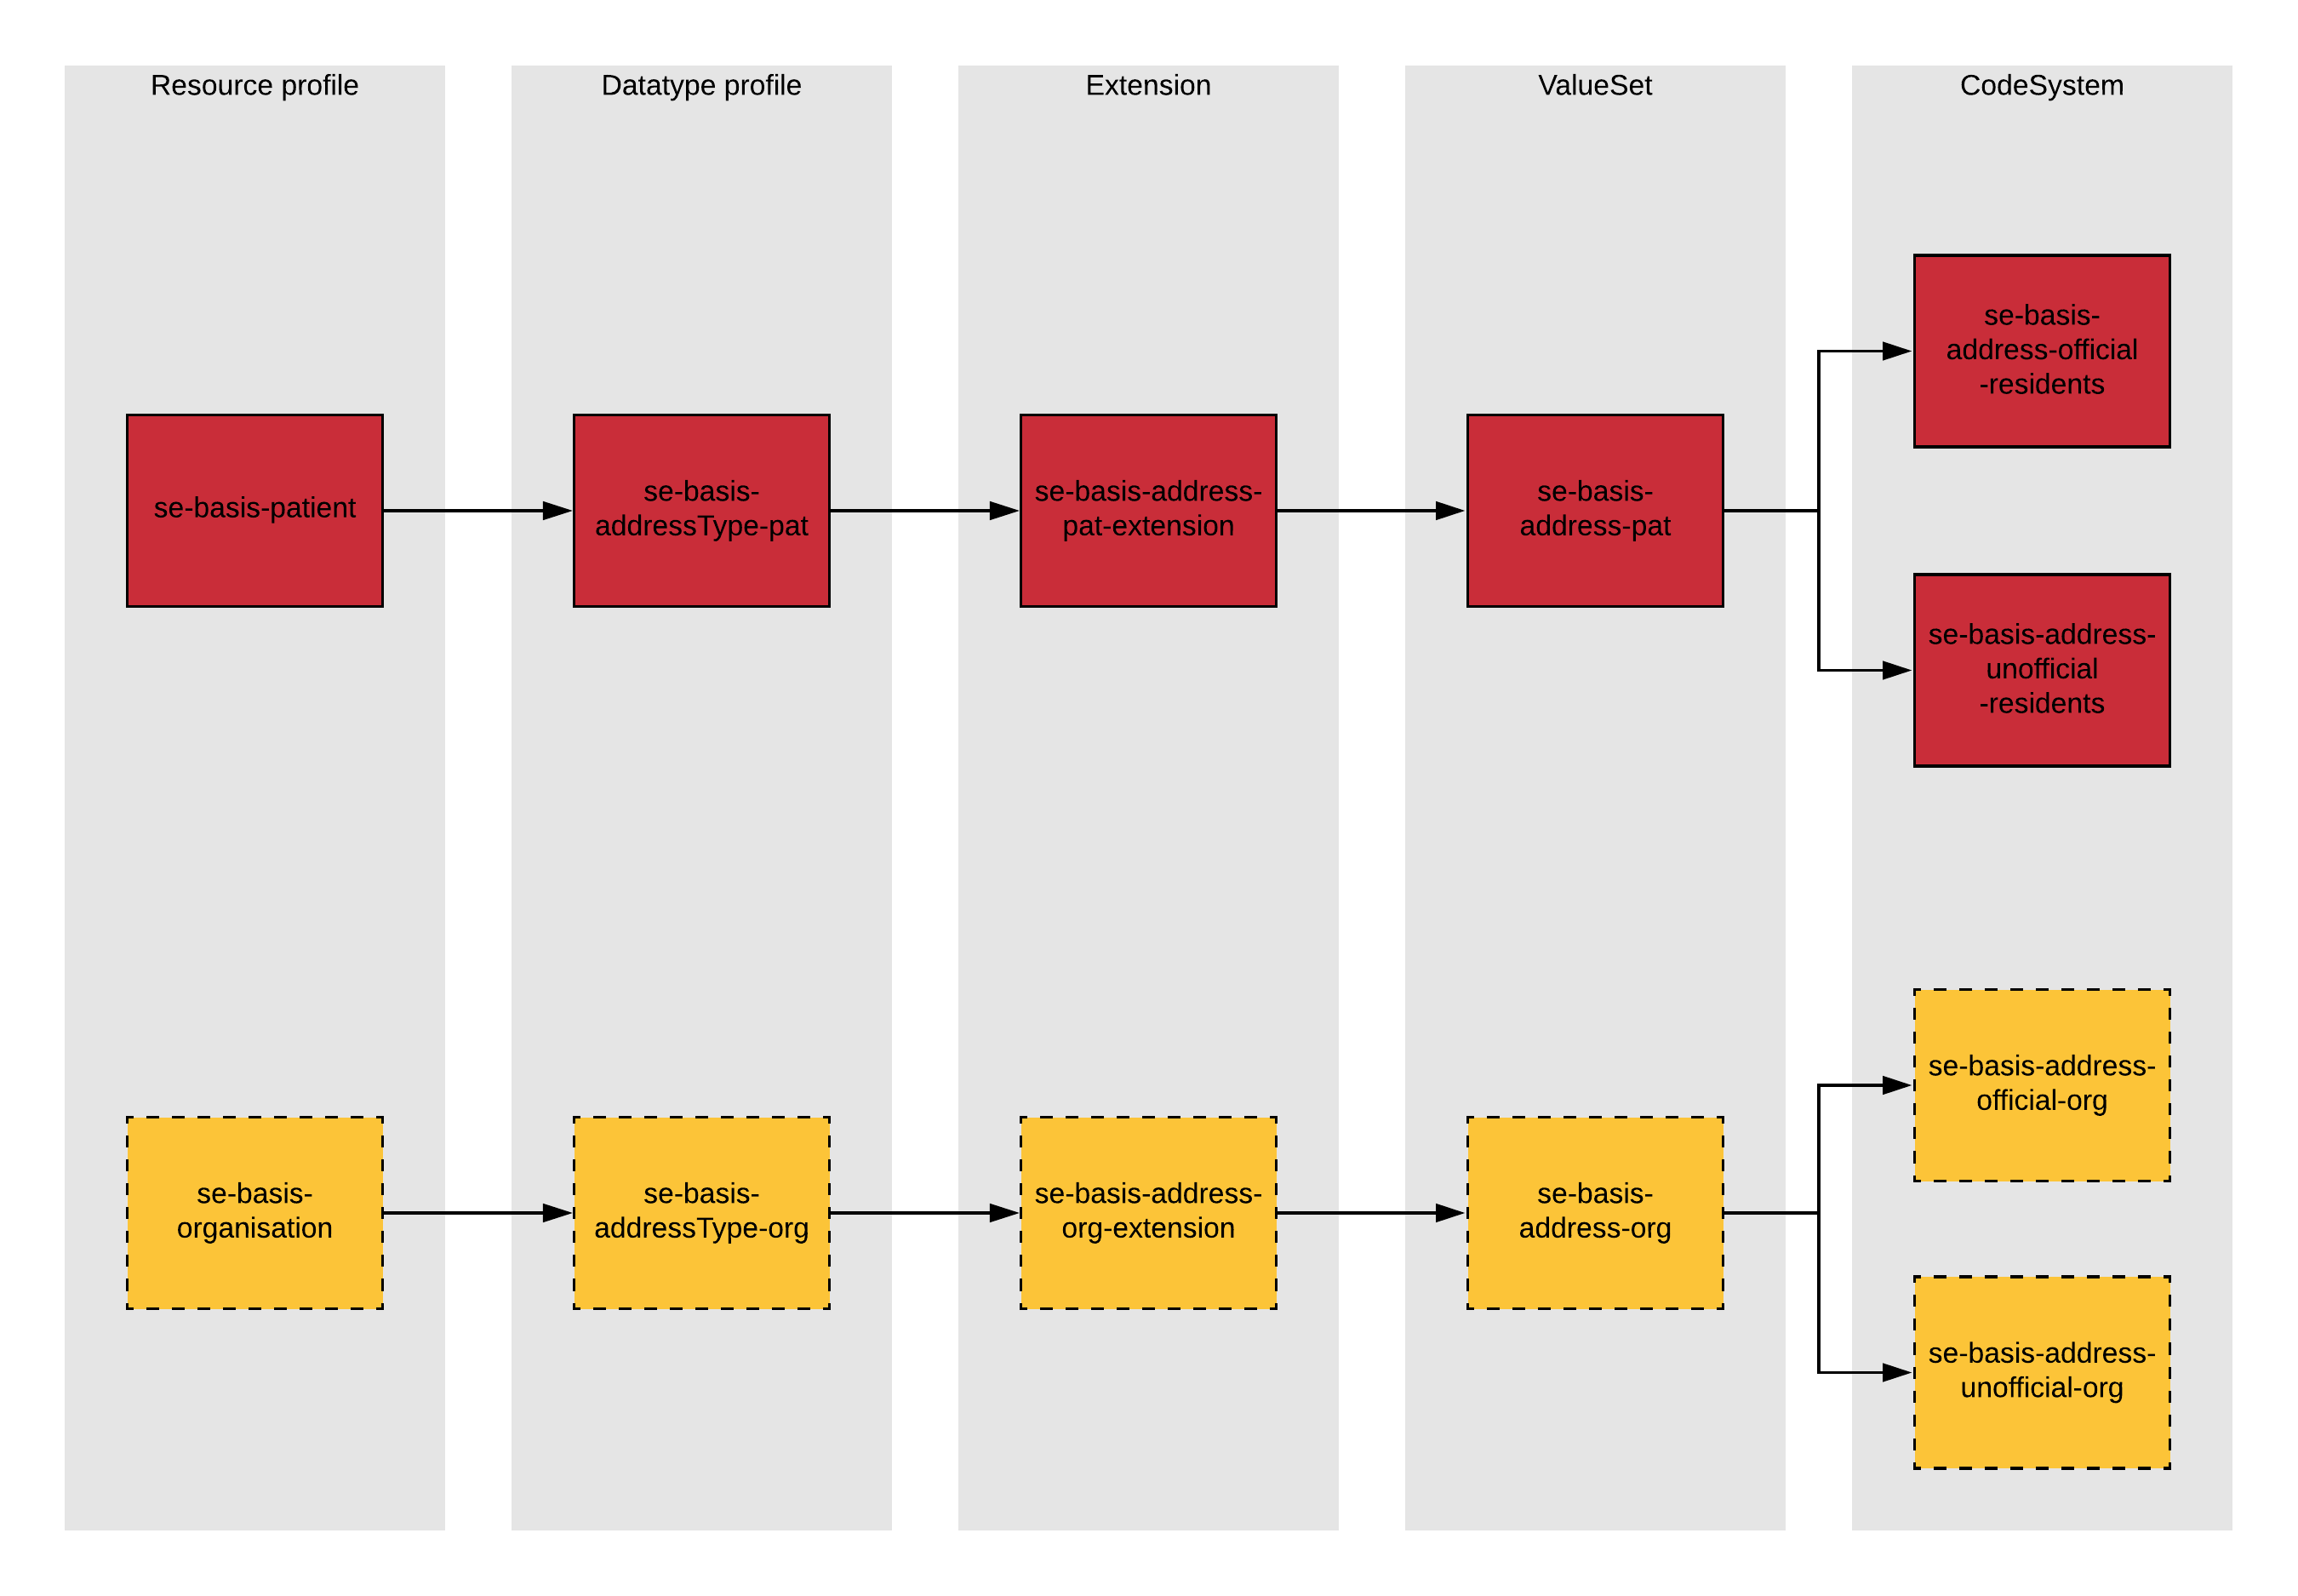 Resource profile
Datatype profile
Extension
ValueSet
CodeSystem
se-basis-patient
se-basis-
addressType-pat
se-basis-address-
pat-extension
se-basis-
address-pat
se-basis-
address-official
-residents
se-basis-address-
unofficial
-residents
se-basis-
organisation
se-basis-
addressType-org
se-basis-address-
org-extension
se-basis-
address-org
se-basis-address-
official-org
se-basis-address-
unofficial-org